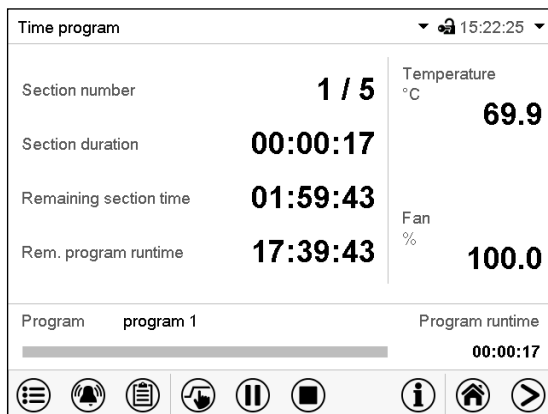 Time program 15:22:25
Section number 1 / 5
Section duration 00:00:17
Remaining section time 01:59:43
Rem. program runtime 17:39:43
Temperature
°C
69.9
Fan
%
100.0
Program program 1 Program runtime
00:00:17